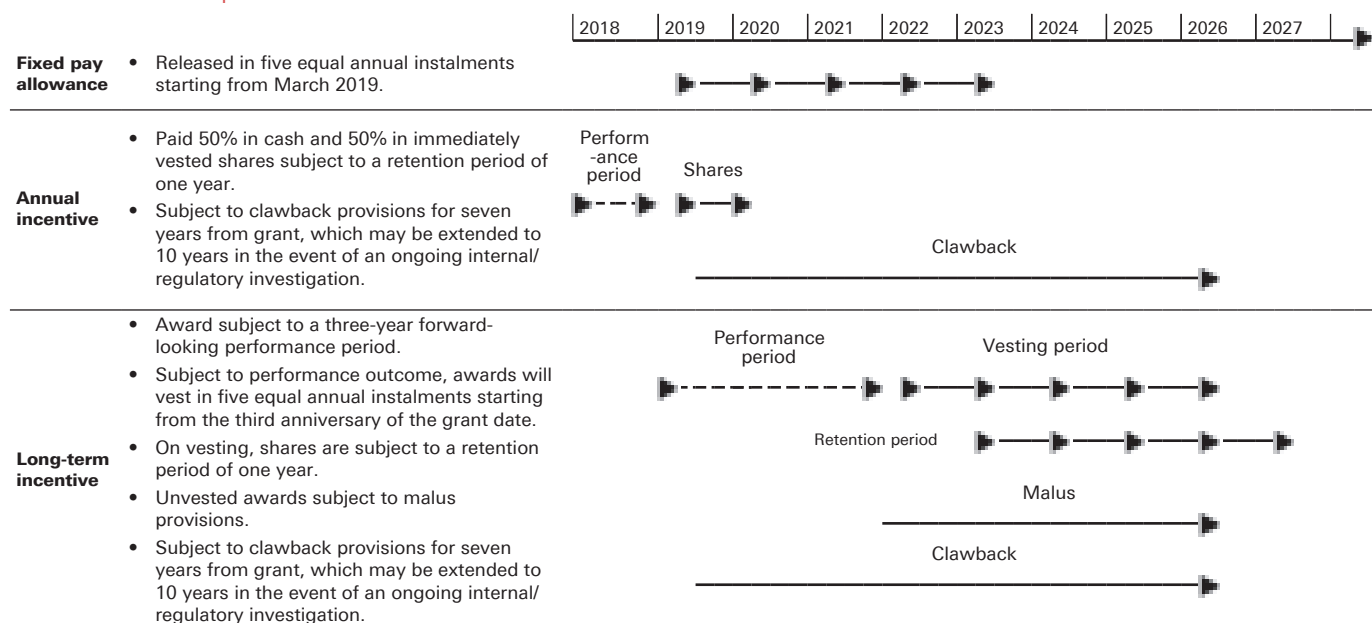 2018 2019 2020 2021 2022 2023 2024 2025 2026 2027
Fixed pay
allowance
• Released in five equal annual instalments
starting from March 2019.
Annual
incentive
• Paid 50% in cash and 50% in immediately
vested shares subject to a retention period of
one year.
• Subject to clawback provisions for seven
years from grant, which may be extended to
10 years in the event of an ongoing internal/
regulatory investigation.
Perform
-ance
period
Shares
Clawback
Long-term
incentive
• Award subject to a three-year forward-
looking performance period.
• Subject to performance outcome, awards will
vest in five equal annual instalments starting
from the third anniversary of the grant date.
• On vesting, shares are subject to a retention
period of one year.
• Unvested awards subject to malus
provisions.
• Subject to clawback provisions for seven
years from grant, which may be extended to
10 years in the event of an ongoing internal/
regulatory investigation.
Performance
period
Vesting period
Retention period
Malus
Clawback